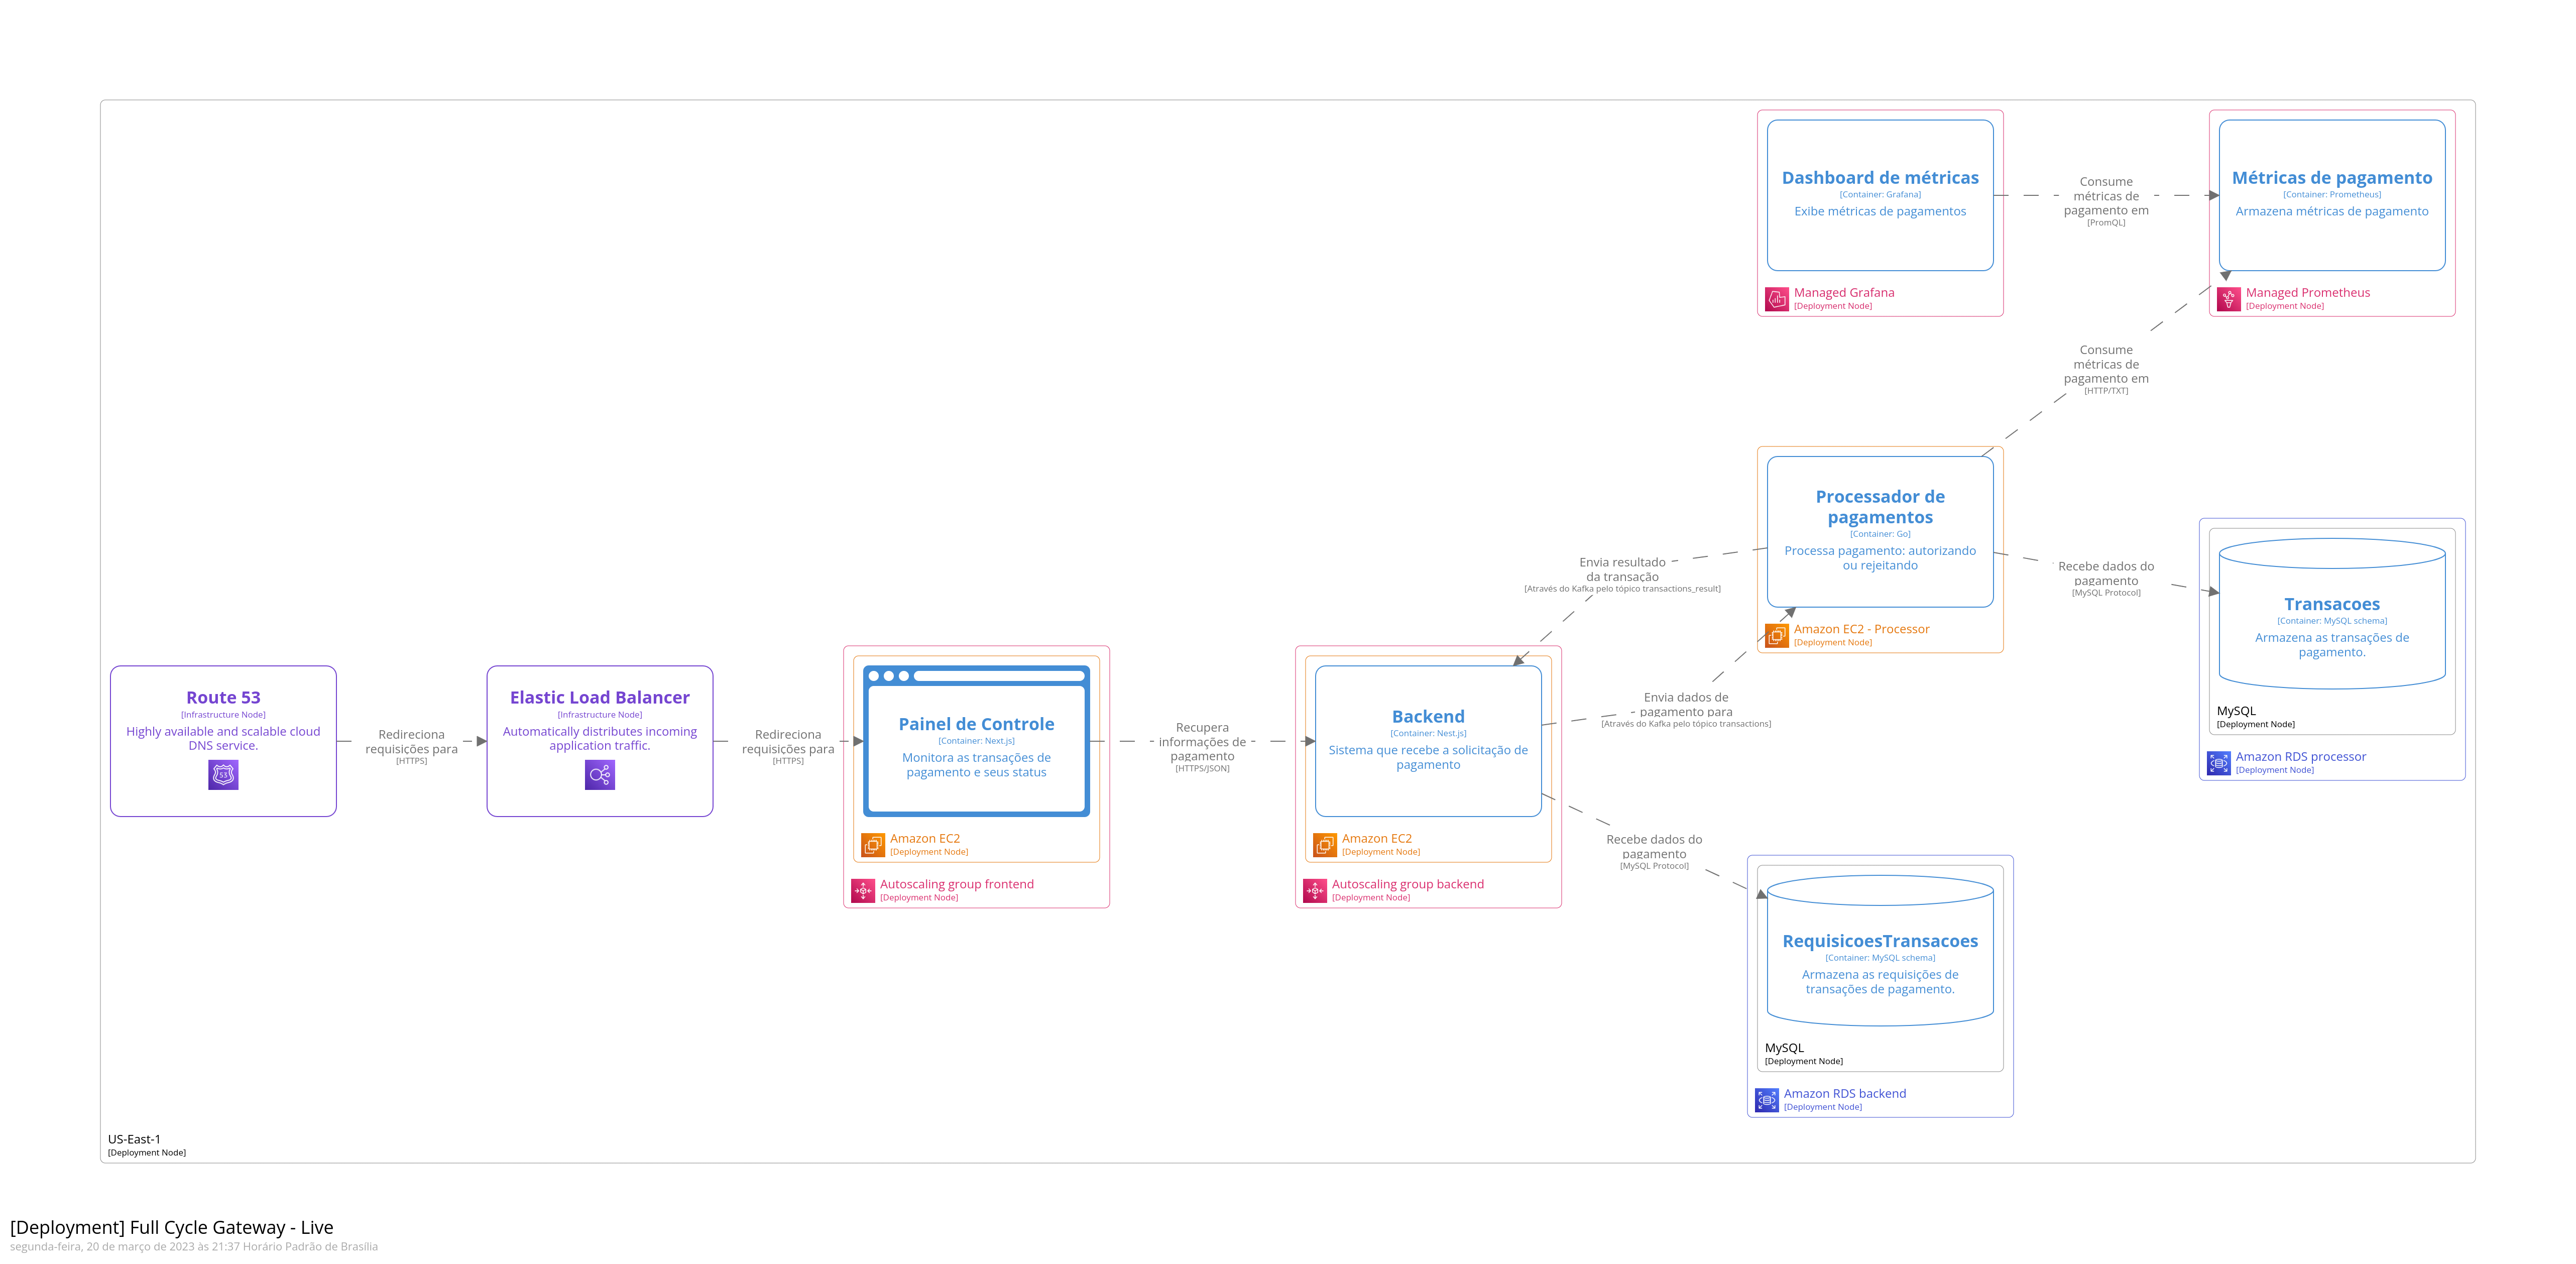 Dashboard de métricas
[Container: Grafana]
Exibe métricas de pagamentos
Managed Grafana
[Deployment Node]
Consume
métricas de
pagamento em
[PromQL]
Métricas de pagamento
[Container: Prometheus]
Armazena métricas de pagamento
Managed Prometheus
[Deployment Node]
Consume
métricas de
pagamento em
[HTTP/TXT]
Processador de
pagamentos
[Container: Go]
Processa pagamento: autorizando
ou rejeitando
Amazon EC2 - Processor
[Deployment Node]
Envia resultado
da transação
[Através do Kafka pelo tópico transactions_result]
Recebe dados do
pagamento
[MySQL Protocol]
Transacoes
[Container: MySQL schema]
Armazena as transações de
pagamento.
MySQL
[Deployment Node]
Amazon RDS processor
[Deployment Node]
Route 53
[Infrastructure Node]
Highly available and scalable cloud
DNS service.
53
Redireciona
requisições para
[HTTPS]
Elastic Load Balancer
[Infrastructure Node]
Automatically distributes incoming
application traffic.
Redireciona
requisições para
[HTTPS]
Painel de Controle
[Container: Next.js]
Monitora as transações de
pagamento e seus status
Amazon EC2
[Deployment Node]
Autoscaling group frontend
[Deployment Node]
Recupera
informações de
pagamento
[HTTPS/JSON]
Backend
[Container: Nest.js]
Sistema que recebe a solicitação de
pagamento
Amazon EC2
[Deployment Node]
Autoscaling group backend
[Deployment Node]
Envia dados de
pagamento para
[Através do Kafka pelo tópico transactions]
Recebe dados do
pagamento
[MySQL Protocol]
RequisicoesTransacoes
[Container: MySQL schema]
Armazena as requisições de
transações de pagamento.
MySQL
[Deployment Node]
Amazon RDS backend
[Deployment Node]
US-East-1
[Deployment Node]
[Deployment] Full Cycle Gateway - Live
segunda-feira, 20 de março de 2023 às 21:37 Horário Padrão de Brasília